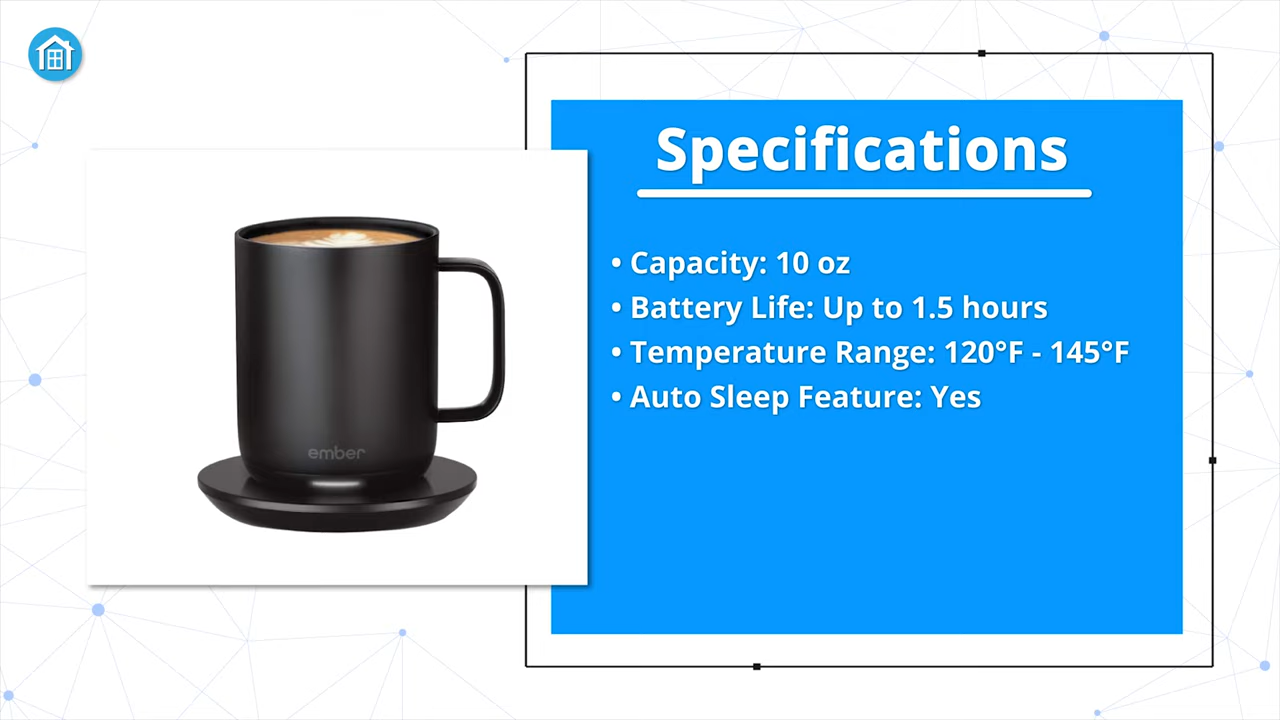 Specifications
• Capacity: 10 oz
• Battery Life: Up to 1.5 hours
• Temperature Range: 120°F - 145°F
• Auto Sleep Feature: Yes
ember